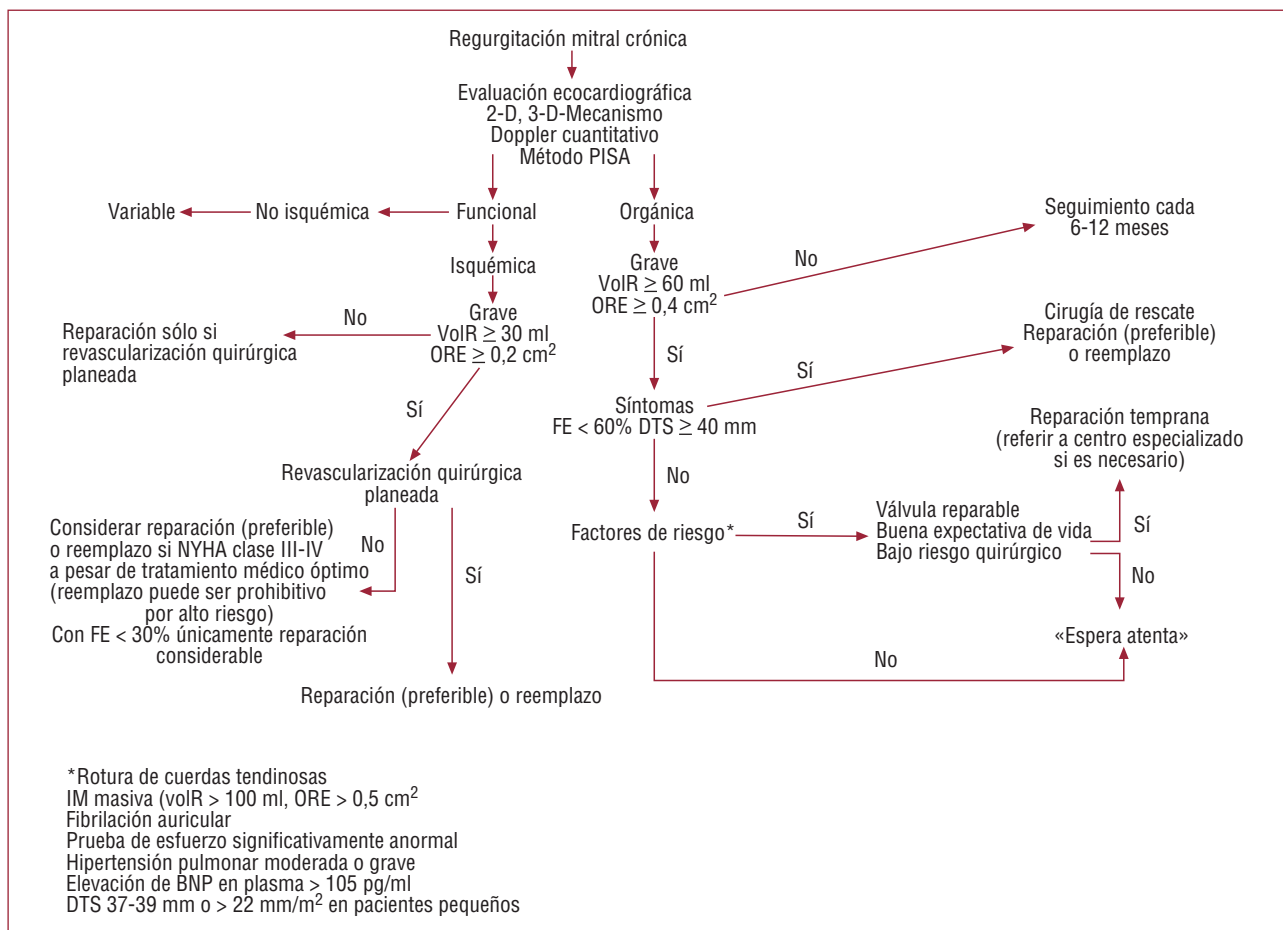 Regurgitación mitral crónica
Evaluación ecocardiográfica
2-D, 3-D-Mecanismo
Doppler cuantitativo
Método PISA
Variable
No isquémica
Funcional
Orgánica
Isquémica
Grave
VolR ≥ 30 ml
ORE ≥ 0,2 cm²
No
Reparación sólo si
revascularización quirúrgica
planeada
Sí
Revascularización quirúrgica
planeada
No
Considerar reparación (preferible)
o reemplazo si NYHA clase III-IV
a pesar de tratamiento médico óptimo
(reemplazo puede ser prohibitivo
por alto riesgo)
Con FE < 30% únicamente reparación
considerable
Sí
Reparación (preferible) o reemplazo
Grave
VolR ≥ 60 ml
ORE ≥ 0,4 cm²
No
Seguimiento cada
6-12 meses
Sí
Síntomas
FE < 60% DTS ≥ 40 mm
Sí
Cirugía de rescate
Reparación (preferible)
o reemplazo
No
Factores de riesgo*
Sí
Válvula reparable
Buena expectativa de vida
Bajo riesgo quirúrgico
Sí
Reparación temprana
(referir a centro especializado
si es necesario)
No
«Espera atenta»
No
*Rotura de cuerdas tendinosas
IM masiva (volR > 100 ml, ORE > 0,5 cm²
Fibrilación auricular
Prueba de esfuerzo significativamente anormal
Hipertensión pulmonar moderada o grave
Elevación de BNP en plasma > 105 pg/ml
DTS 37-39 mm o > 22 mm/m² en pacientes pequeños